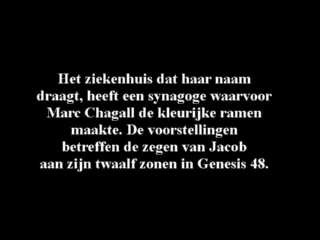 Het ziekenhuis dat haar naam
draagt, heeft een synagoge waarvoor
Marc Chagall de kleurijke ramen
maakte. De voorstellingen
betreffen de zegen van Jacob
aan zijn twaalf zonen in Genesis 48.